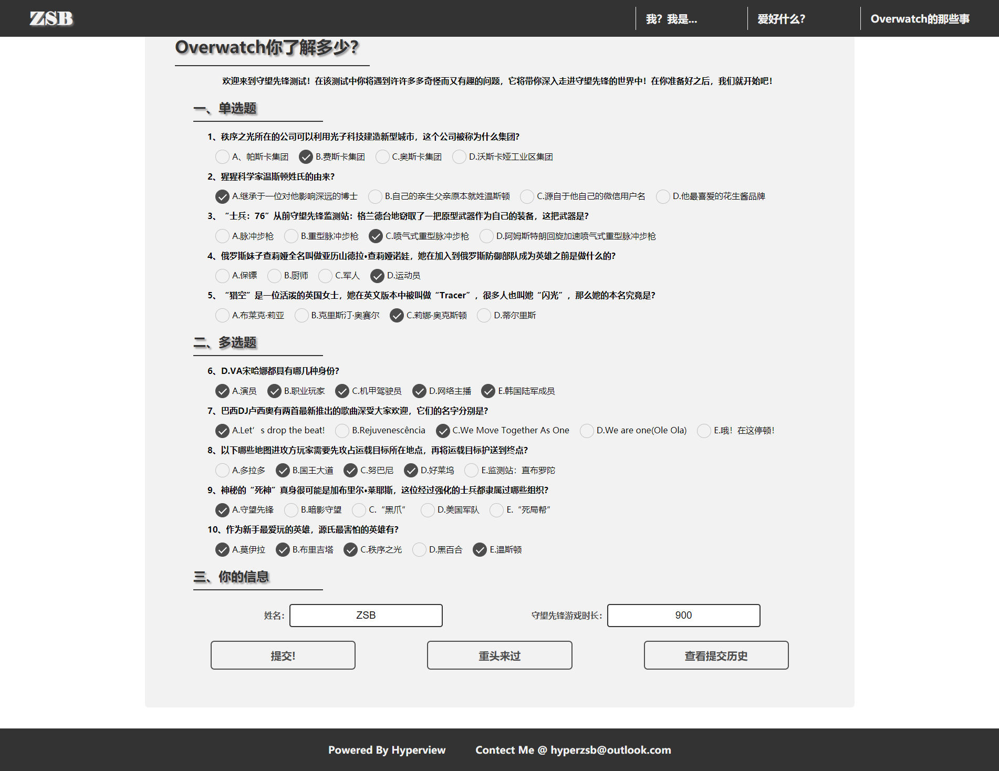 ZSB 我？我是... 爱好什么？ Overwatch的那些事
Overwatch你了解多少？
欢迎来到守望先锋测试！在该测试中你将遇到许许多多奇怪而又有趣的问题，它将带你深入走进守望先锋的世界中！在你准备好之后，我们就开始吧！
一、单选题
1、秩序之光所在的公司可以利用光子科技建造新型城市，这个公司被称为什么集团？
A、帕斯卡集团 B.费斯卡集团 C.奥斯卡集团 D.沃斯卡娅工业区集团
2、猩猩科学家温斯顿姓氏的由来？
A.继承于一位对他影响深远的博士 B.自己的亲生父亲原本就姓温斯顿 C.源自于他自己的微信用户名 D.他最喜爱的花生酱品牌
3、“士兵：76”从前守望先锋监测站：格兰德台地窃取了一把原型武器作为自己的装备，这把武器是？
A.脉冲步枪 B.重型脉冲步枪 C.喷气式重型脉冲步枪 D.阿姆斯特朗回旋加速喷气式重型脉冲步枪
4、俄罗斯妹子查莉娅全名叫做亚历山德拉•查莉娅诺娃，她在加入到俄罗斯防御部队成为英雄之前是做什么的？
A.保镖 B.厨师 C.军人 D.运动员
5、“猎空”是一位活泼的英国女士，她在英文版本中被叫做“Tracer”，很多人也叫她“闪光”，那么她的本名究竟是？
A.布莱克·莉亚 B.克里斯汀·奥赛尔 C.莉娜·奥克斯顿 D.蒂尔里斯
二、多选题
6、D.VA宋哈娜都具有哪几种身份？
A.演员 B.职业玩家 C.机甲驾驶员 D.网络主播 E.韩国陆军成员
7、巴西DJ卢西奥有两首最新推出的歌曲深受大家欢迎，它们的名字分别是？
A.Let’s drop the beat! B.Rejuvenescência C.We Move Together As One D.We are one(Ole Ola) E.哦！在这停顿！
8、以下哪些地图进攻方玩家需要先攻占运载目标所在地点，再将运载目标护送到终点？
A.多拉多 B.国王大道 C.努巴尼 D.好莱坞 E.监测站：直布罗陀
9、神秘的“死神”真身很可能是加布里尔•莱耶斯，这位经过强化的士兵都隶属过哪些组织？
A.守望先锋 B.暗影守望 C.“黑爪” D.美国军队 E.“死局帮”
10、作为新手最爱玩的英雄，源氏最害怕的英雄有？
A.莫伊拉 B.布里吉塔 C.秩序之光 D.黑百合 E.温斯顿
三、你的信息
姓名： ZSB 守望先锋游戏时长： 900
提交! 重头来过 查看提交历史
Powered By Hyperview Contect Me @ hyperzsb@outlook.com